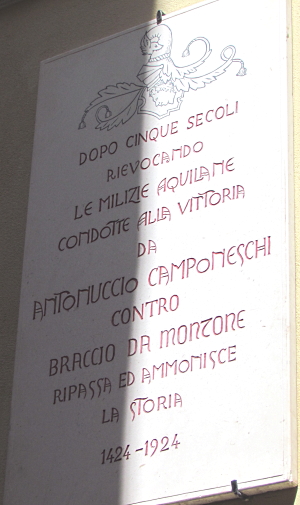 DOPO CINQUE SECOLI
RIEVOCANDO
LE MILIZIE AQUILANE
CONDOTTE ALLA VITTORIA
DA
ANTONUCCIO CAMPONESCHI
CONTRO
BRACCIO DA MONTONE
RIPASSA ED AMMONISCE
LA STORIA
1424-1924